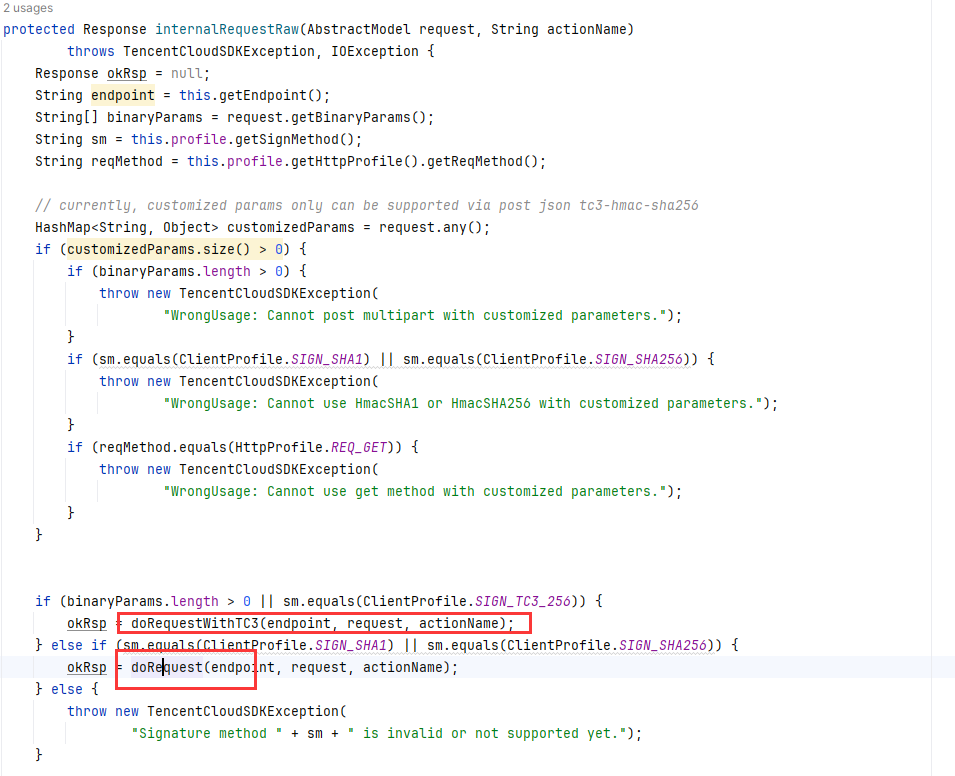 2 usages
protected Response internalRequestRaw(AbstractModel request, String actionName)
        throws TencentCloudSDKException, IOException {
    Response okRsp = null;
    String endpoint = this.getEndpoint();
    String[] binaryParams = request.getBinaryParams();
    String sm = this.profile.getSignMethod();
    String reqMethod = this.profile.getHttpProfile().getReqMethod();

    // currently, customized params only can be supported via post json tc3-hmac-sha256
    HashMap<String, Object> customizedParams = request.any();
    if (customizedParams.size() > 0) {
        if (binaryParams.length > 0) {
            throw new TencentCloudSDKException(
                    "WrongUsage: Cannot post multipart with customized parameters.");
        }
        if (sm.equals(ClientProfile.SIGN_SHA1) || sm.equals(ClientProfile.SIGN_SHA256)) {
            throw new TencentCloudSDKException(
                    "WrongUsage: Cannot use HmacSHA1 or HmacSHA256 with customized parameters.");
        }
        if (reqMethod.equals(HttpProfile.REQ_GET)) {
            throw new TencentCloudSDKException(
                    "WrongUsage: Cannot use get method with customized parameters.");
        }
    }

    if (binaryParams.length > 0 || sm.equals(ClientProfile.SIGN_TC3_256)) {
        okRsp = doRequestWithTC3(endpoint, request, actionName);
    } else if (sm.equals(ClientProfile.SIGN_SHA1) || sm.equals(ClientProfile.SIGN_SHA256)) {
        okRsp = doRequest(endpoint, request, actionName);
    } else {
        throw new TencentCloudSDKException(
                "Signature method " + sm + " is invalid or not supported yet.");
    }